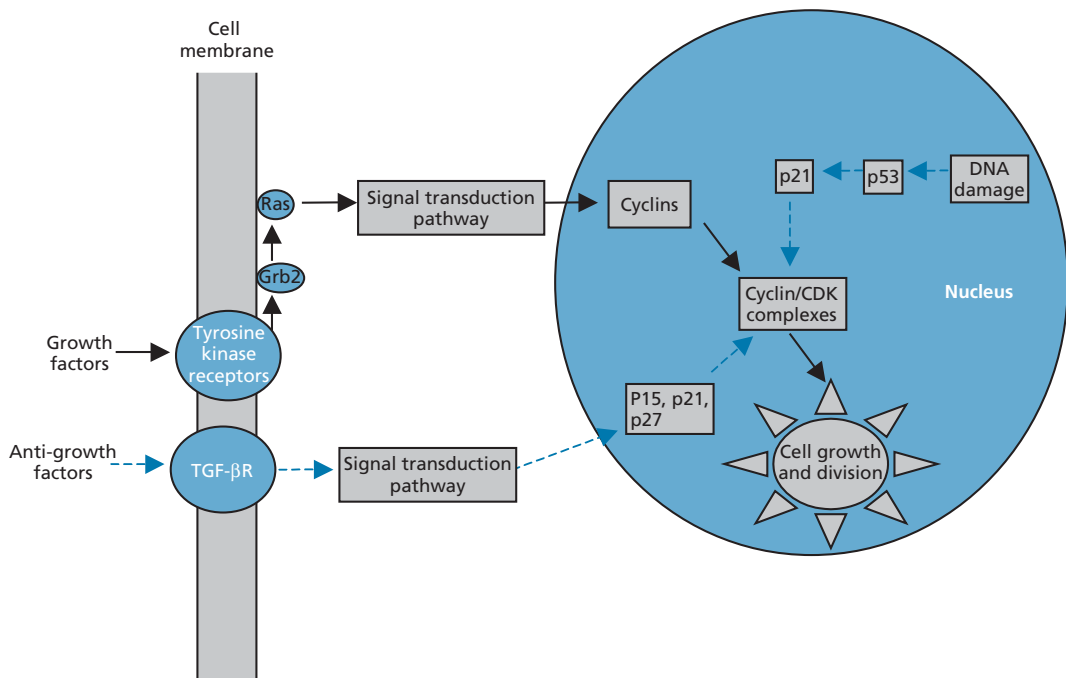 Cell
membrane
Ras
Signal transduction
pathway
Cyclins
p21
p53
DNA
damage
Grb2
Cyclin/CDK
complexes
Nucleus
Growth
factors
Tyrosine
kinase
receptors
P15, p21,
p27
Anti-growth
factors
TGF-βR
Signal transduction
pathway
Cell growth
and division